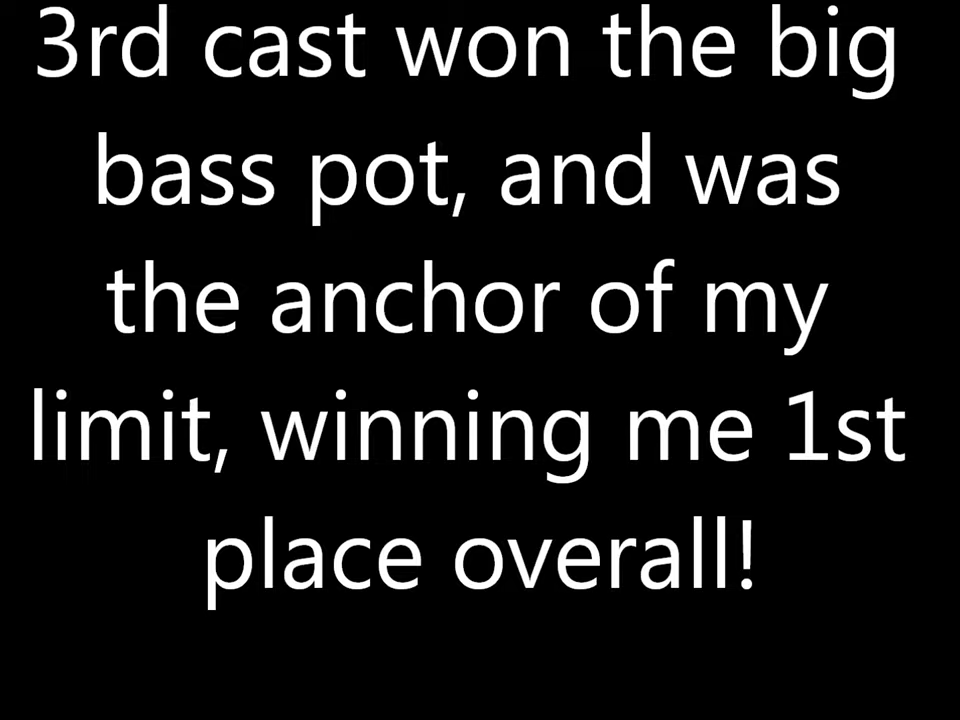 3rd cast won the big
bass pot, and was
the anchor of my
limit, winning me 1st
place overall!